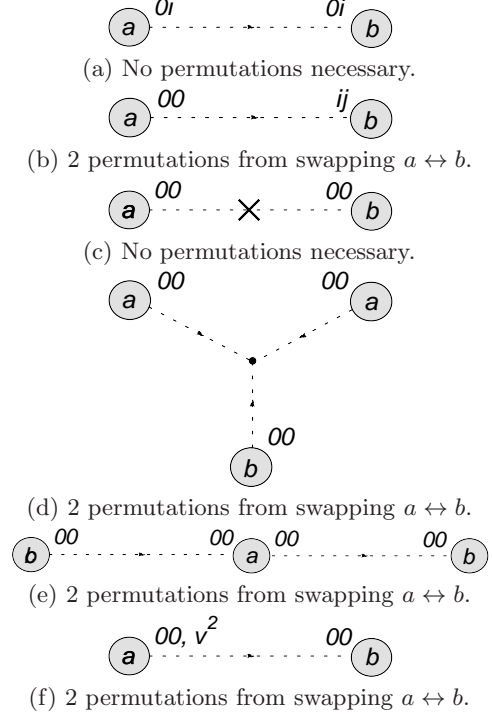 0i 0i
a b
(a) No permutations necessary.
00 ij
a b
(b) 2 permutations from swapping a ↔ b.
00 00
a b
(c) No permutations necessary.
00 00
a a
00
b
(d) 2 permutations from swapping a ↔ b.
00 00 00 00
b a b
(e) 2 permutations from swapping a ↔ b.
00, v² 00
a b
(f) 2 permutations from swapping a ↔ b.